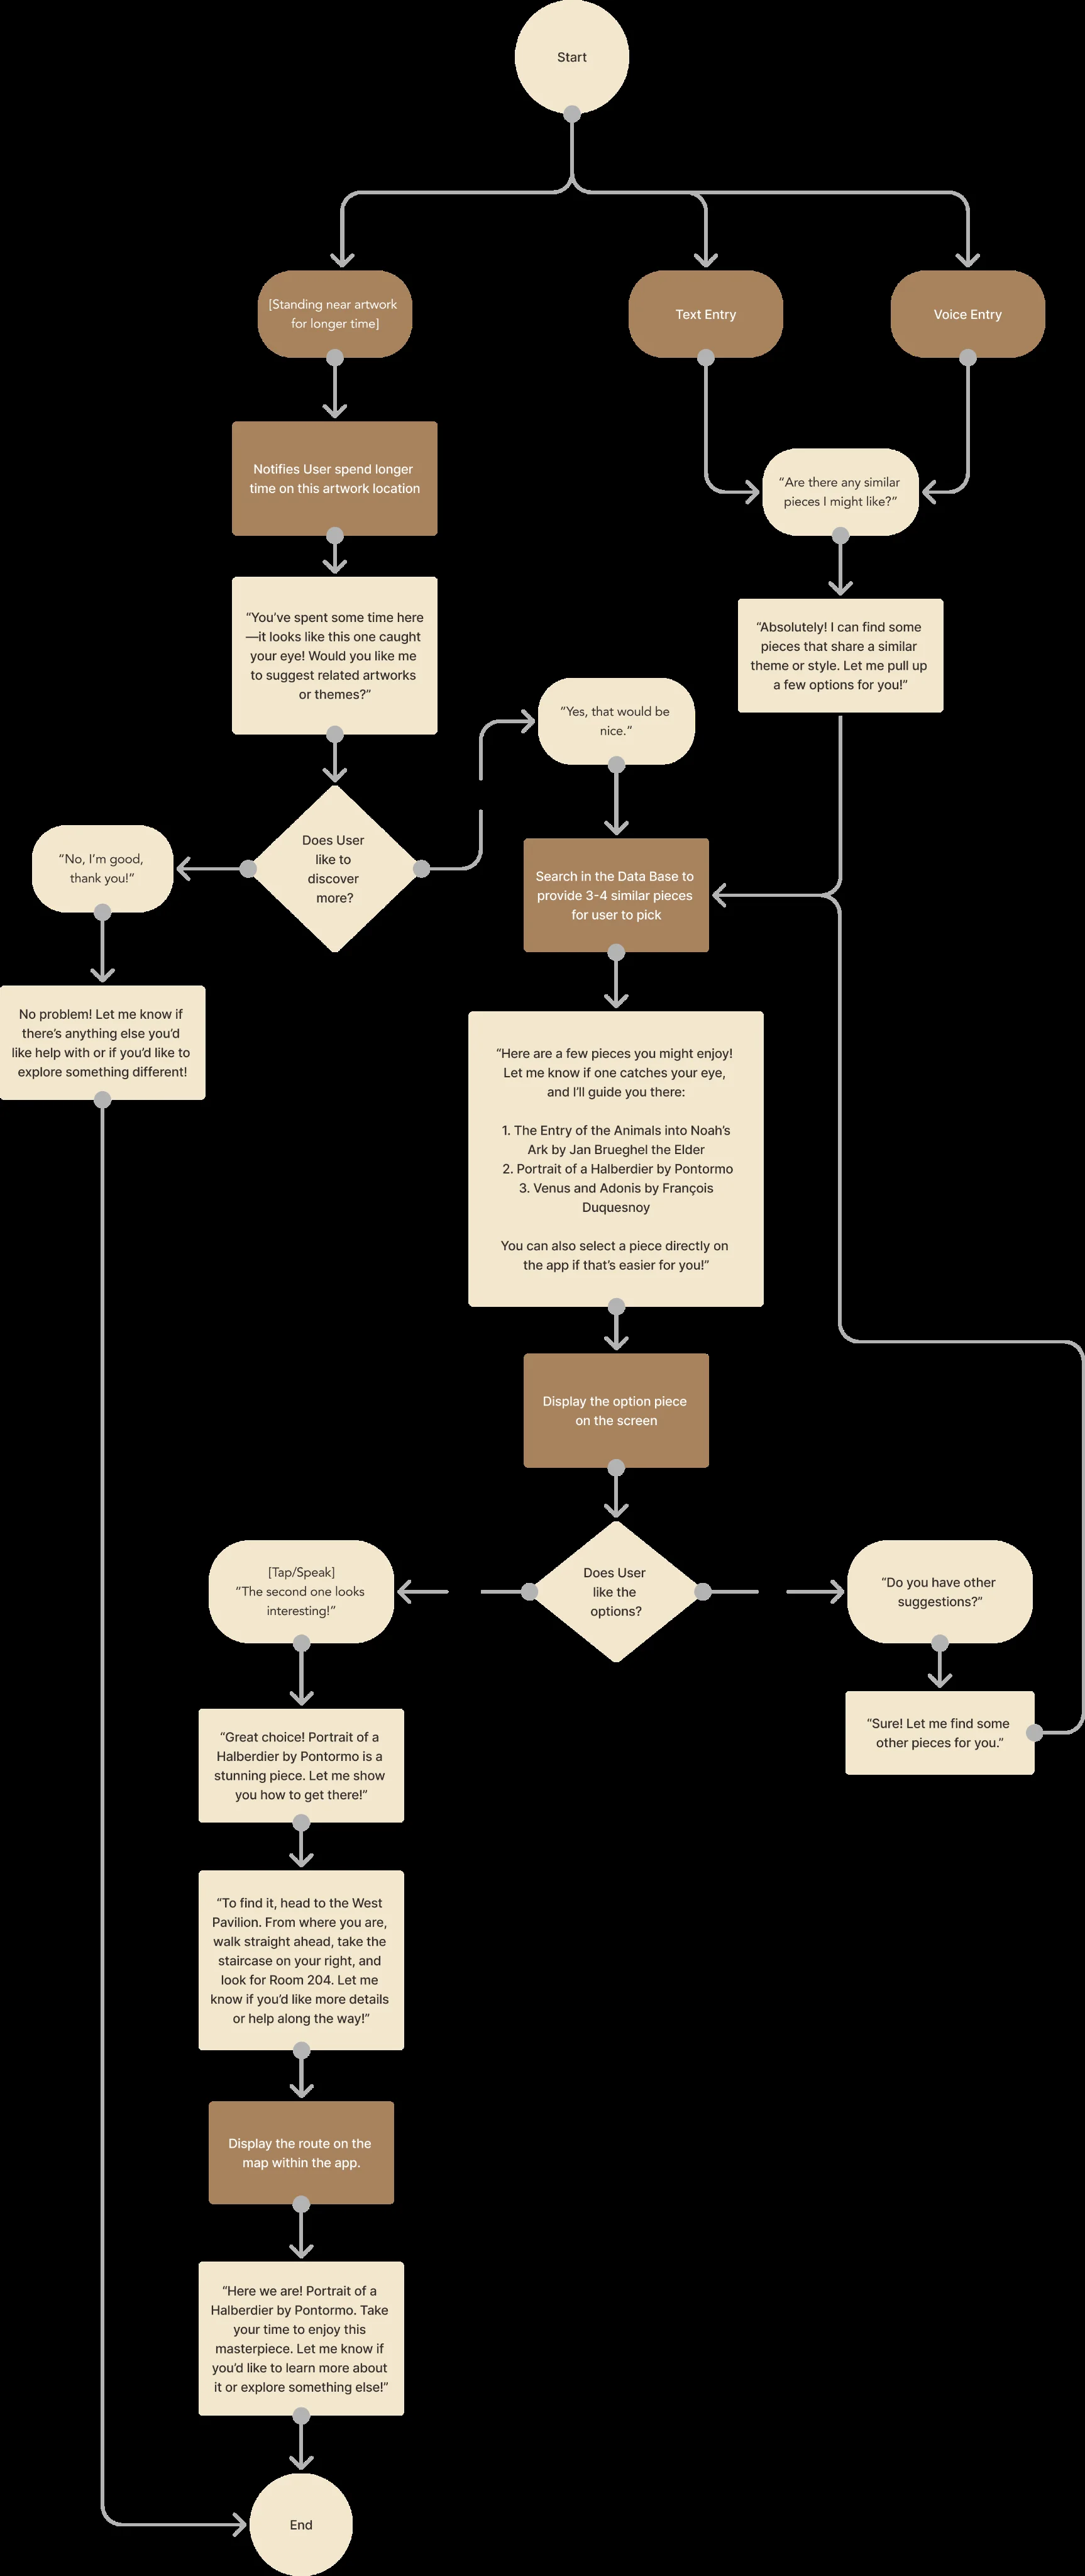 Start
[Standing near artwork
for longer time]
Text Entry
Voice Entry
Notifies User spend longer
time on this artwork location
“Are there any similar
pieces I might like?”
“You’ve spent some time here
—it looks like this one caught
your eye! Would you like me
to suggest related artworks
or themes?”
“Absolutely! I can find some
pieces that share a similar
theme or style. Let me pull up
a few options for you!”
“Yes, that would be
nice.”
Does User
like to
discover
more?
“No, I’m good,
thank you!”
Search in the Data Base to
provide 3-4 similar pieces
for user to pick
No problem! Let me know if
there’s anything else you’d
like help with or if you’d like to
explore something different!
“Here are a few pieces you might enjoy!
Let me know if one catches your eye,
and I’ll guide you there:
1. The Entry of the Animals into Noah’s
Ark by Jan Brueghel the Elder
2. Portrait of a Halberdier by Pontormo
3. Venus and Adonis by François
Duquesnoy
You can also select a piece directly on
the app if that’s easier for you!”
Display the option piece
on the screen
Does User
like the
options?
[Tap/Speak]
“The second one looks
interesting!”
“Do you have other
suggestions?”
“Great choice! Portrait of a
Halberdier by Pontormo is a
stunning piece. Let me show
you how to get there!”
“Sure! Let me find some
other pieces for you.”
“To find it, head to the West
Pavilion. From where you are,
walk straight ahead, take the
staircase on your right, and
look for Room 204. Let me
know if you’d like more details
or help along the way!”
Display the route on the
map within the app.
“Here we are! Portrait of a
Halberdier by Pontormo. Take
your time to enjoy this
masterpiece. Let me know if
you’d like to learn more about
it or explore something else!”
End